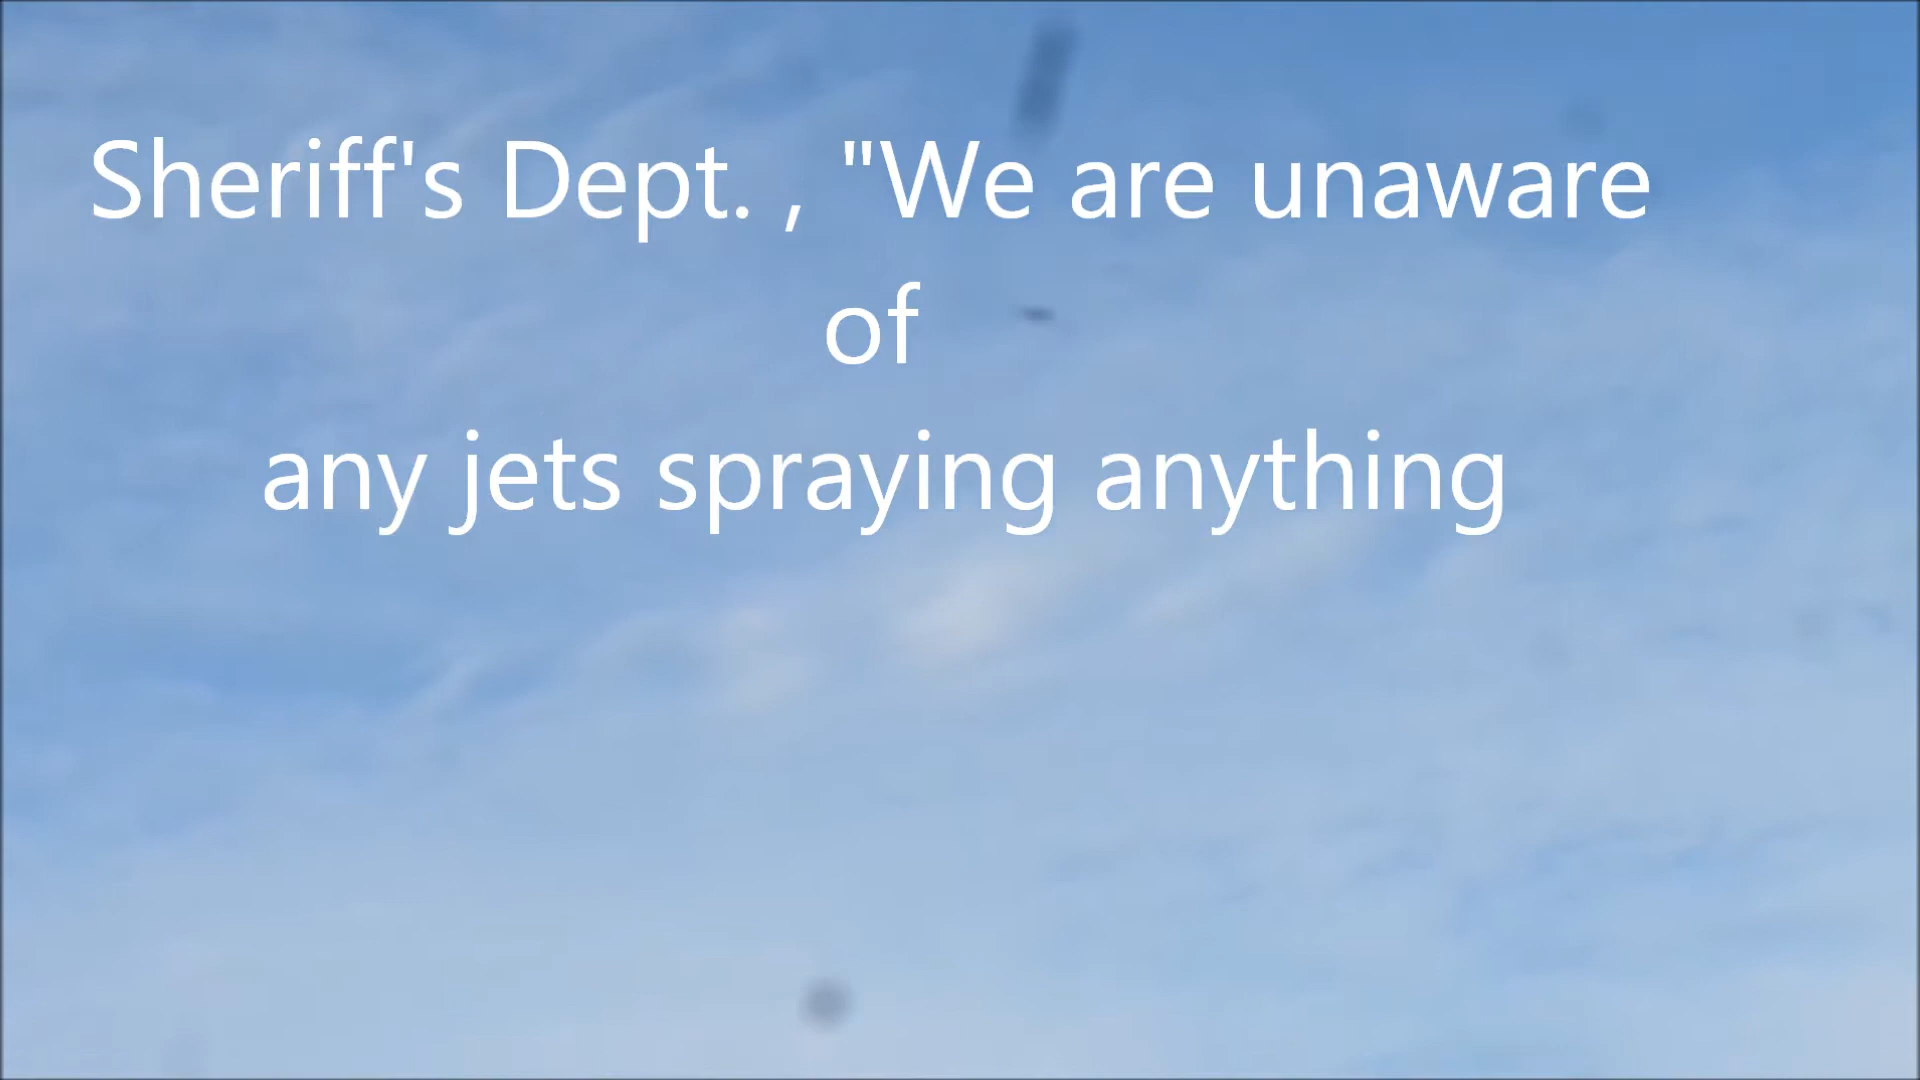 Sheriff's Dept. , "We are unaware
of
any jets spraying anything